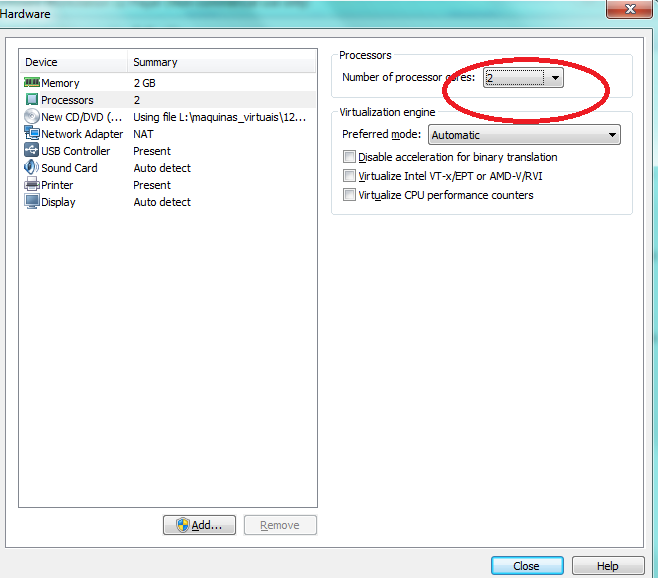 Hardware
Device Summary
Memory 2 GB
Processors 2
New CD/DVD (... Using file L:\maquinas_virtuais\12...
Network Adapter NAT
USB Controller Present
Sound Card Auto detect
Printer Present
Display Auto detect
Add...
Remove
Processors
Number of processor cores: 2
Virtualization engine
Preferred mode: Automatic
Disable acceleration for binary translation
Virtualize Intel VT-x/EPT or AMD-V/RVI
Virtualize CPU performance counters
Close
Help